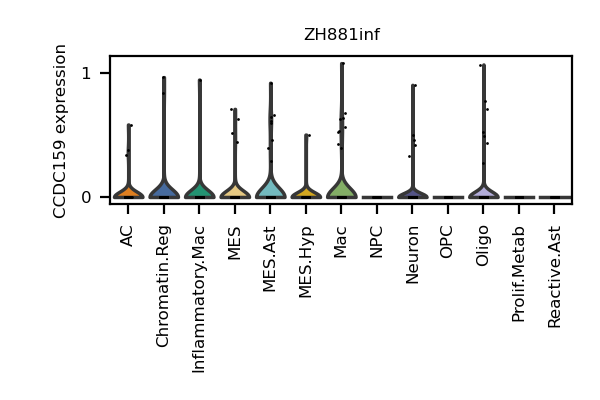 ZH881inf
CCDC159 expression
1
0
AC
Chromatin.Reg
Inflammatory.Mac
MES
MES.Ast
MES.Hyp
Mac
NPC
Neuron
OPC
Oligo
Prolif.Metab
Reactive.Ast